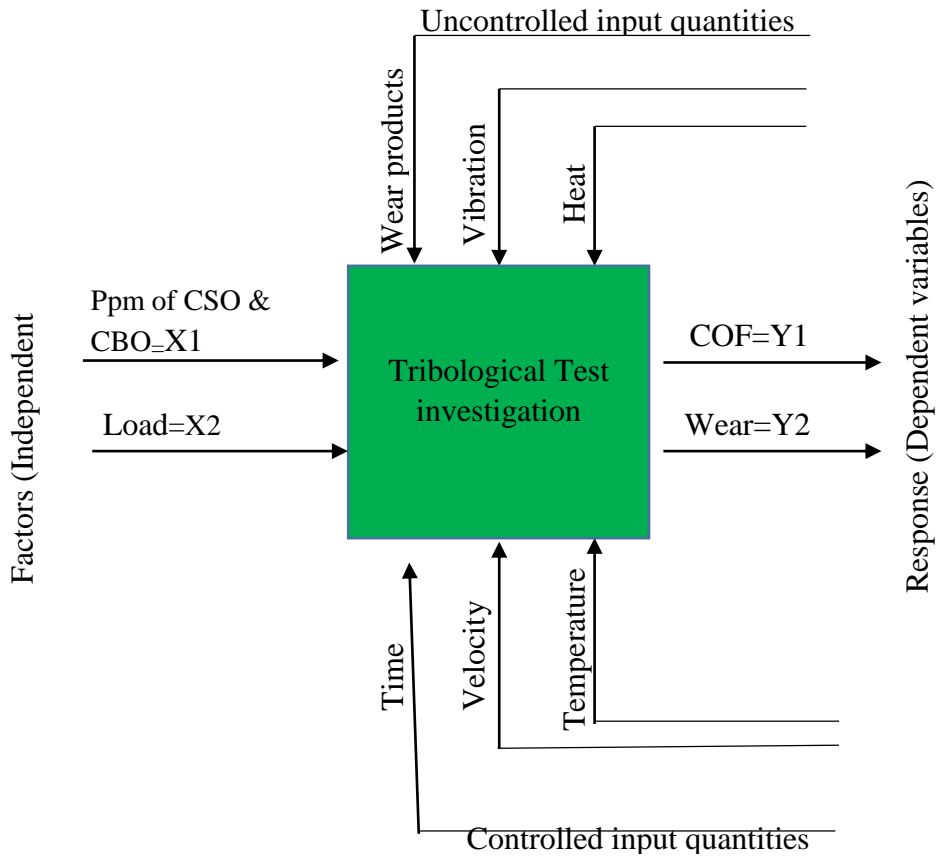 Uncontrolled input quantities
Wear products
Vibration
Heat
Factors (Independent
Ppm of CSO &
CBO=X1
Load=X2
Tribological Test
investigation
COF=Y1
Wear=Y2
Response (Dependent variables)
Time
Velocity
Temperature
Controlled input quantities